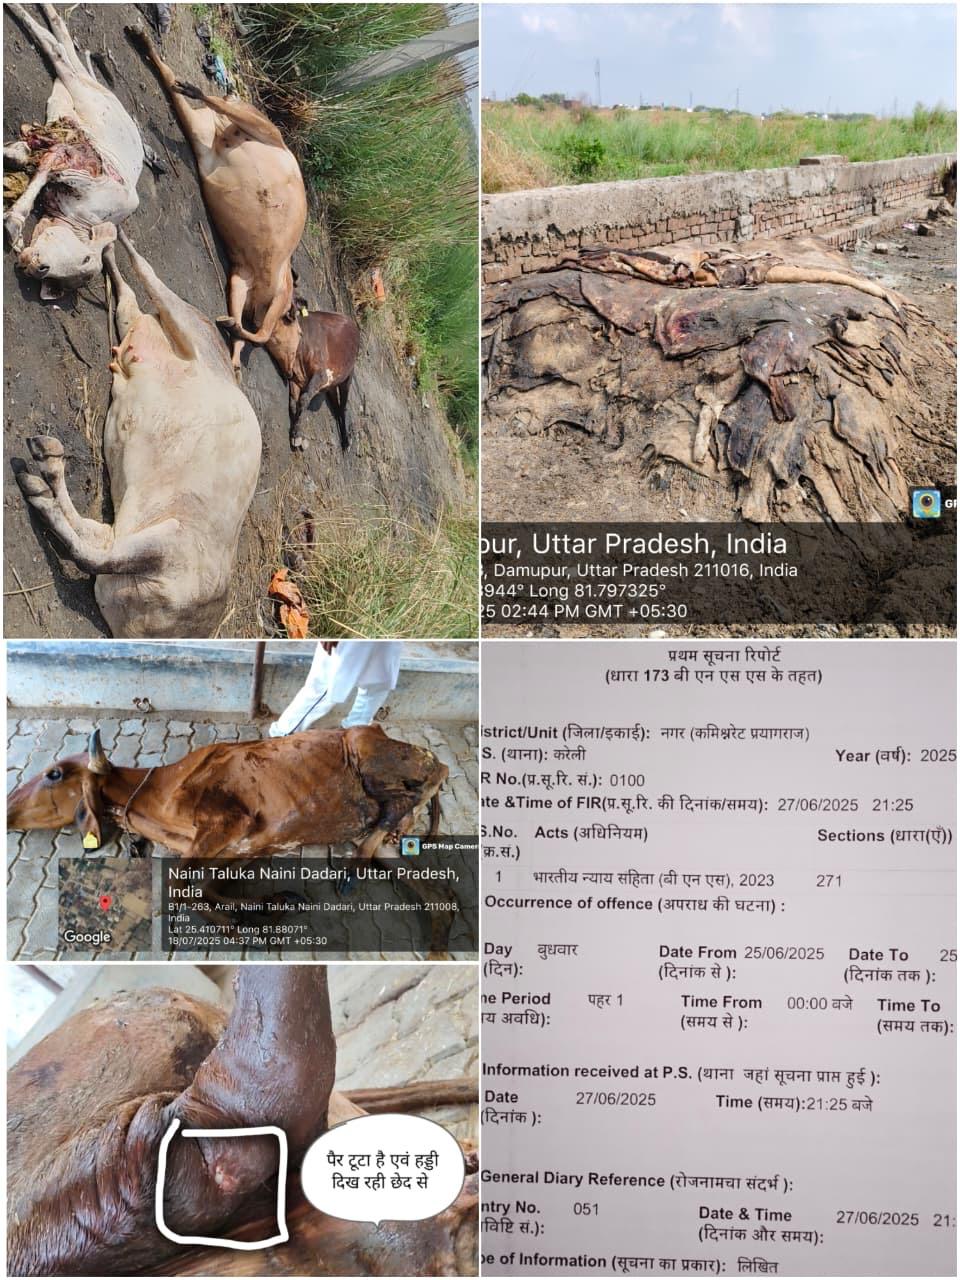 GP
pur, Uttar Pradesh, India
Damupur, Uttar Pradesh 211016, India
944° Long 81.797325°
25 02:44 PM GMT +05:30
GPS Map Camera
Naini Taluka Naini Dadari, Uttar Pradesh,
India
B1/1-263, Arail, Naini Taluka Naini Dadari, Uttar Pradesh 211008,
India
Lat 25.410711° Long 81.88071°
18/07/2025 04:37 PM GMT +05:30
Google
पैर टूटा है एवं हड्डी
दिख रही छेद से
प्रथम सूचना रिपोर्ट
(धारा 173 बी एन एस एस के तहत)
istrict/Unit (जिला/इकाई): नगर (कमिश्नरेट प्रयागराज)
.S. (थाना): करेली Year (वर्ष): 2025
R No.(प्र.सू.रि. सं.): 0100
ate &Time of FIR(प्र.सू.रि. की दिनांक/समय): 27/06/2025 21:25
S.No. Acts (अधिनियम) Sections (धारा(एँ))
क्र.सं.)
1 भारतीय न्याय संहिता (बी एन एस), 2023 271
Occurrence of offence (अपराध की घटना) :
Day बुधवार Date From 25/06/2025 Date To 25
(दिन): (दिनांक से ): (दिनांक तक ):
ne Period पहर 1 Time From 00:00 बजे Time To
य अवधि): (समय से ): (समय तक):
Information received at P.S. (थाना जहां सूचना प्राप्त हुई ):
Date 27/06/2025 Time (समय):21:25 बजे
(दिनांक ):
General Diary Reference (रोजनामचा संदर्भ ):
ntry No. 051 Date & Time 27/06/2025 21:
विष्टि सं.): (दिनांक और समय):
pe of Information (सूचना का प्रकार): लिखित